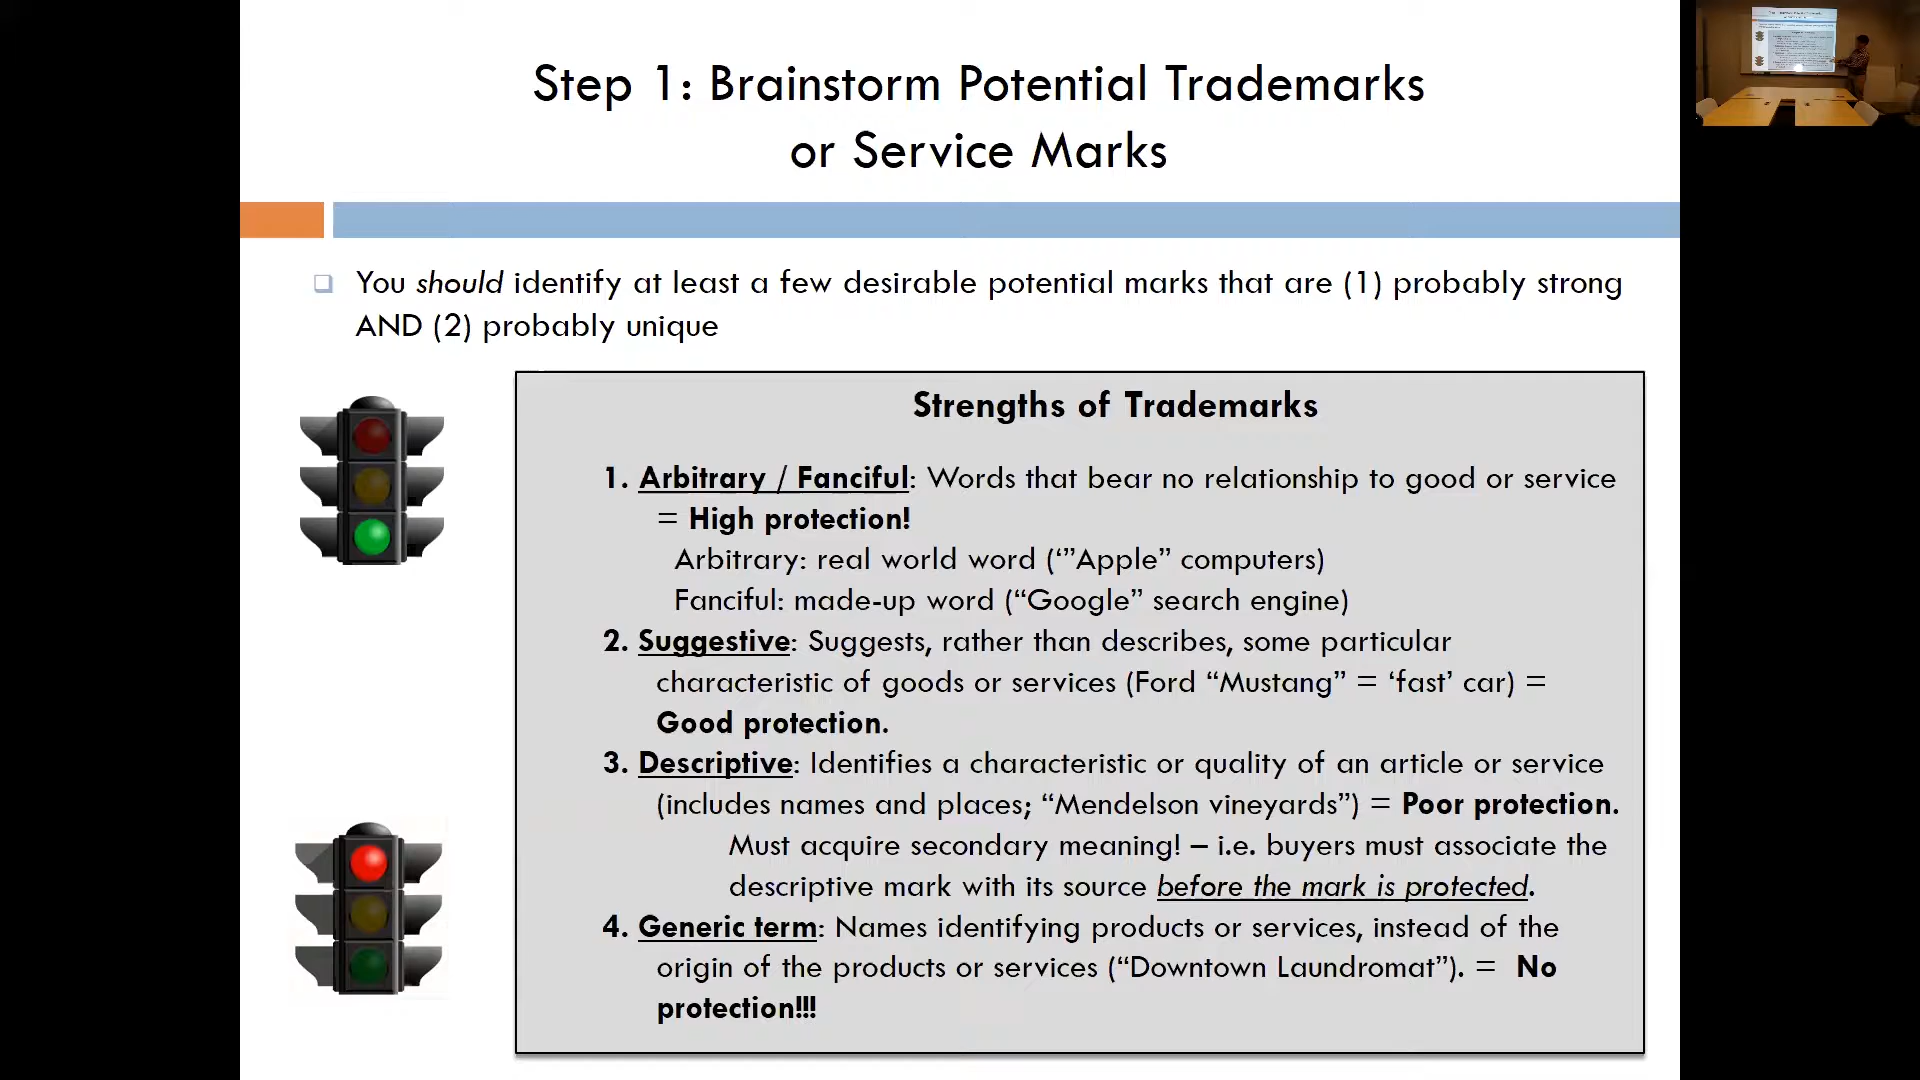 Step 1: Brainstorm Potential Trademarks
or Service Marks
You should identify at least a few desirable potential marks that are (1) probably strong
AND (2) probably unique
Strengths of Trademarks
1. Arbitrary / Fanciful: Words that bear no relationship to good or service
= High protection!
Arbitrary: real world word (‘”Apple” computers)
Fanciful: made-up word (“Google” search engine)
2. Suggestive: Suggests, rather than describes, some particular
characteristic of goods or services (Ford “Mustang” = ‘fast’ car) =
Good protection.
3. Descriptive: Identifies a characteristic or quality of an article or service
(includes names and places; “Mendelson vineyards”) = Poor protection.
Must acquire secondary meaning! – i.e. buyers must associate the
descriptive mark with its source before the mark is protected.
4. Generic term: Names identifying products or services, instead of the
origin of the products or services (“Downtown Laundromat”). = No
protection!!!